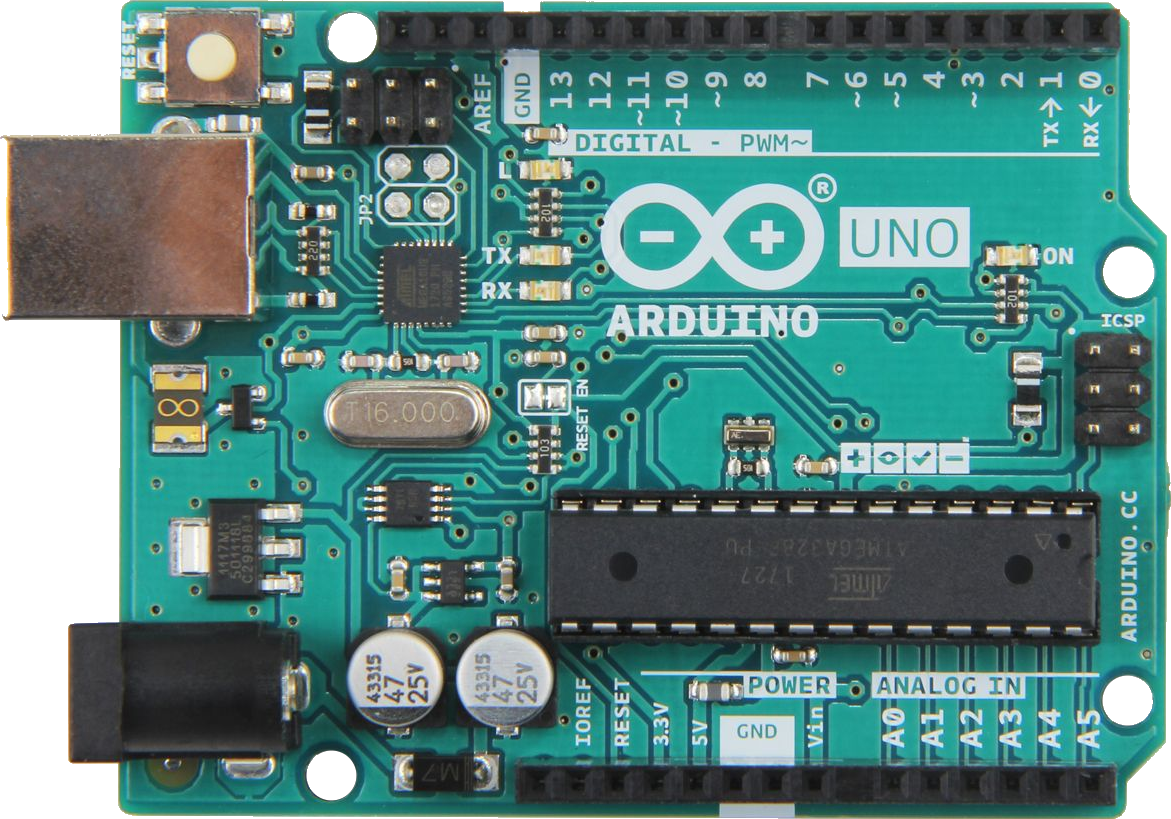 RESET
AREF
GND
13
12
~11
~10
~9
8
7
~6
~5
4
~3
2
TX→1
RX←0
DIGITAL - PWM~
L
JP2
201
220
TX
RX
®
UNO
ARDUINO
ON
ICSP
T16.000
RESET EN
103
1117M3
ATMEGA328P-PU
1727
ATMEL
ARDUINO.CC
43315
47
25V
43315
47
25V
M7
POWER
ANALOG IN
IOREF
RESET
3.3V
5V
GND
Vin
A0
A1
A2
A3
A4
A5